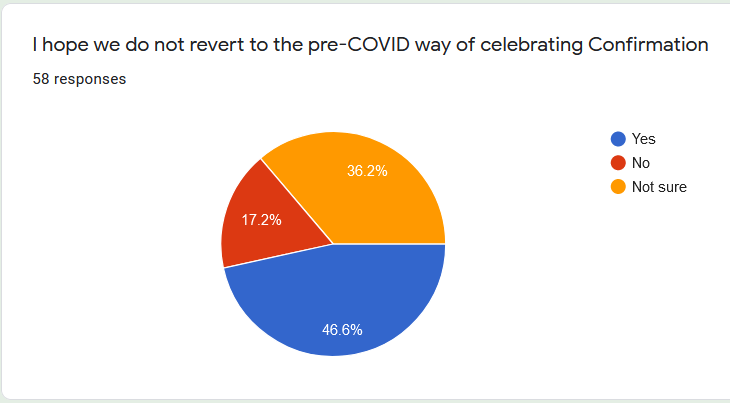 I hope we do not revert to the pre-COVID way of celebrating Confirmation
58 responses
36.2%
17.2%
46.6%
Yes
No
Not sure